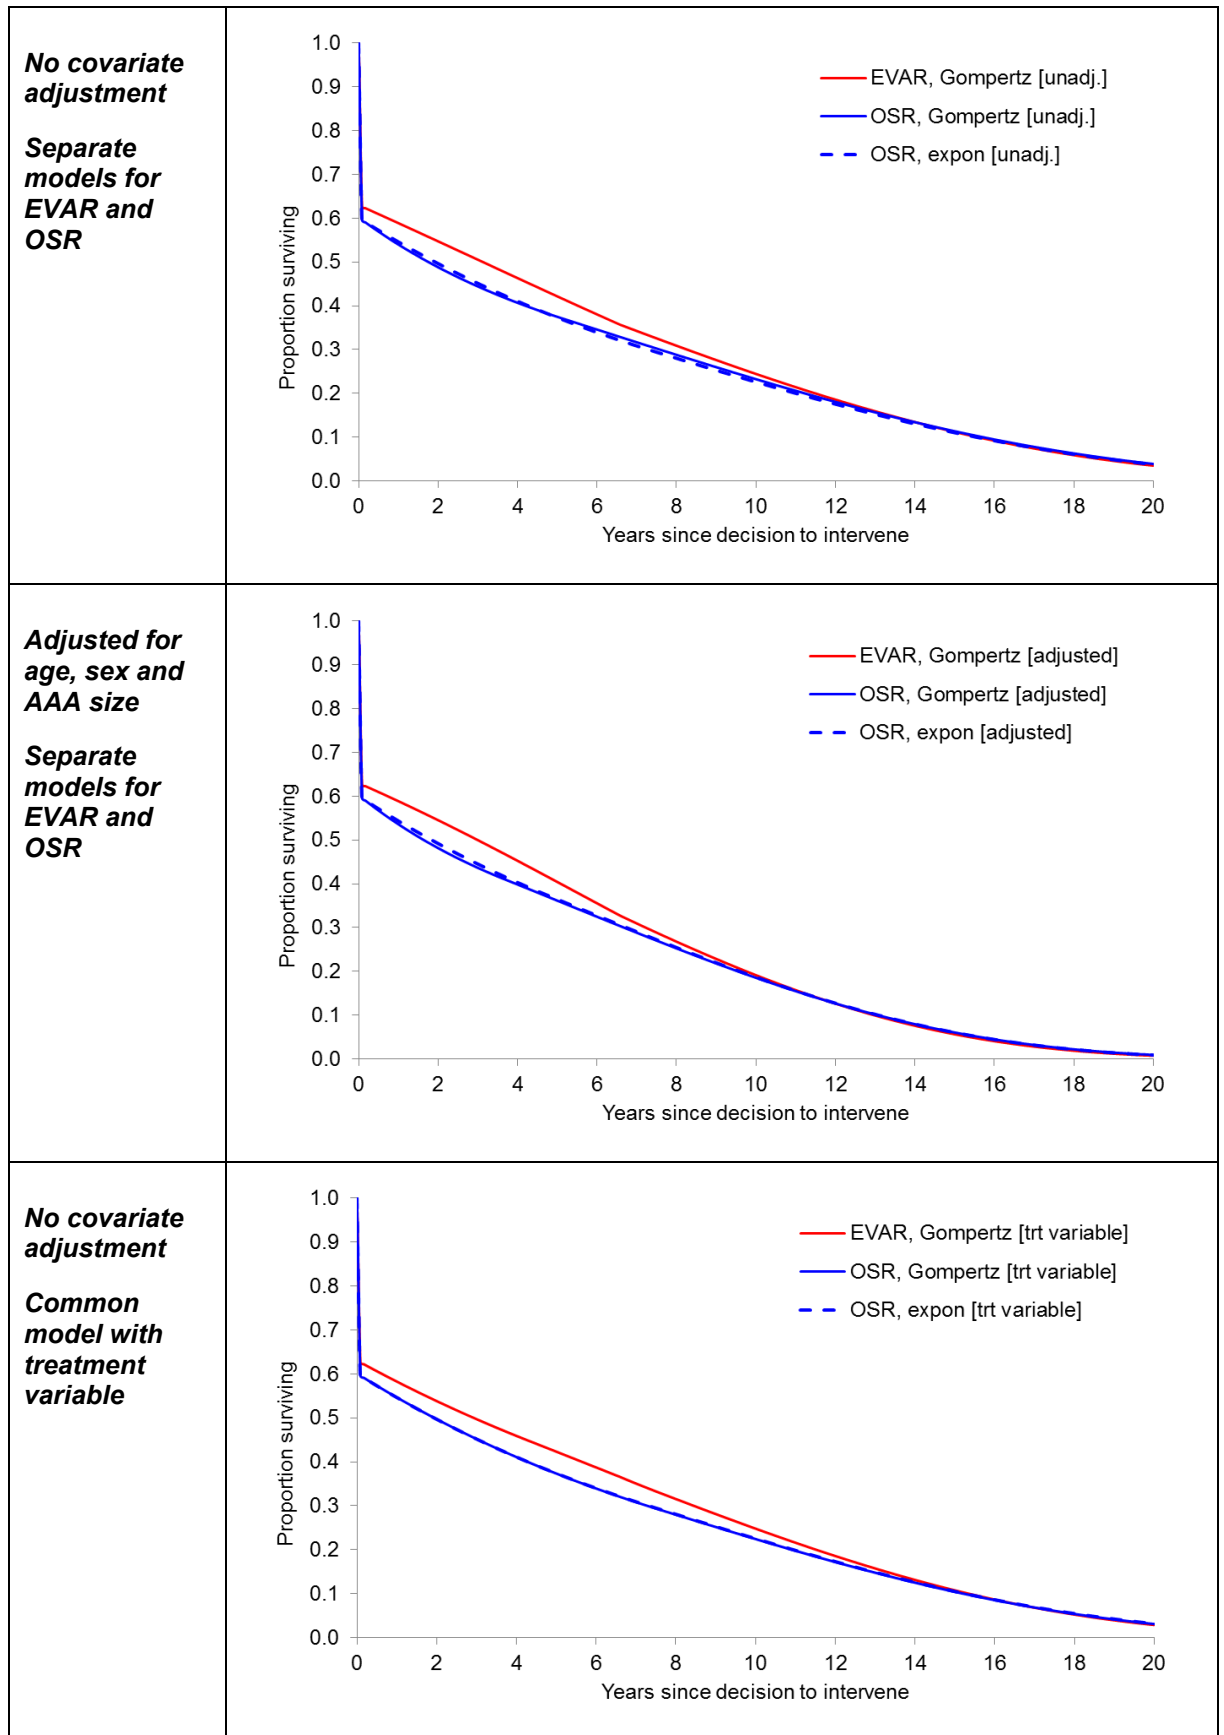 No covariate
adjustment
Separate
models for
EVAR and
OSR
1.0
0.9
0.8
0.7
0.6
0.5
0.4
0.3
0.2
0.1
0.0
Proportion surviving
EVAR, Gompertz [unadj.]
OSR, Gompertz [unadj.]
OSR, expon [unadj.]
0 2 4 6 8 10 12 14 16 18 20
Years since decision to intervene
Adjusted for
age, sex and
AAA size
Separate
models for
EVAR and
OSR
1.0
0.9
0.8
0.7
0.6
0.5
0.4
0.3
0.2
0.1
0.0
Proportion surviving
EVAR, Gompertz [adjusted]
OSR, Gompertz [adjusted]
OSR, expon [adjusted]
0 2 4 6 8 10 12 14 16 18 20
Years since decision to intervene
No covariate
adjustment
Common
model with
treatment
variable
1.0
0.9
0.8
0.7
0.6
0.5
0.4
0.3
0.2
0.1
0.0
Proportion surviving
EVAR, Gompertz [trt variable]
OSR, Gompertz [trt variable]
OSR, expon [trt variable]
0 2 4 6 8 10 12 14 16 18 20
Years since decision to intervene